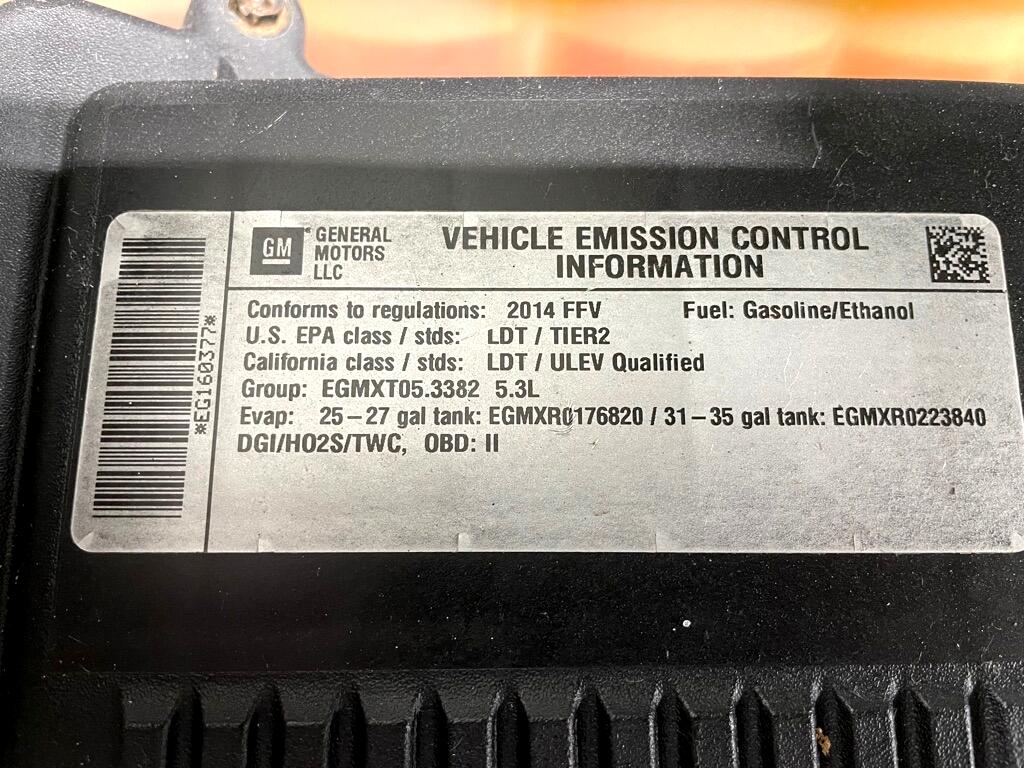 GM GENERAL MOTORS LLC
VEHICLE EMISSION CONTROL
INFORMATION
Conforms to regulations: 2014 FFV Fuel: Gasoline/Ethanol
U.S. EPA class / stds: LDT / TIER2
California class / stds: LDT / ULEV Qualified
Group: EGMXT05.3382 5.3L
Evap: 25-27 gal tank: EGMXR0176820 / 31-35 gal tank: EGMXR0223840
DGI/HO2S/TWC, OBD: II
*EG160377*